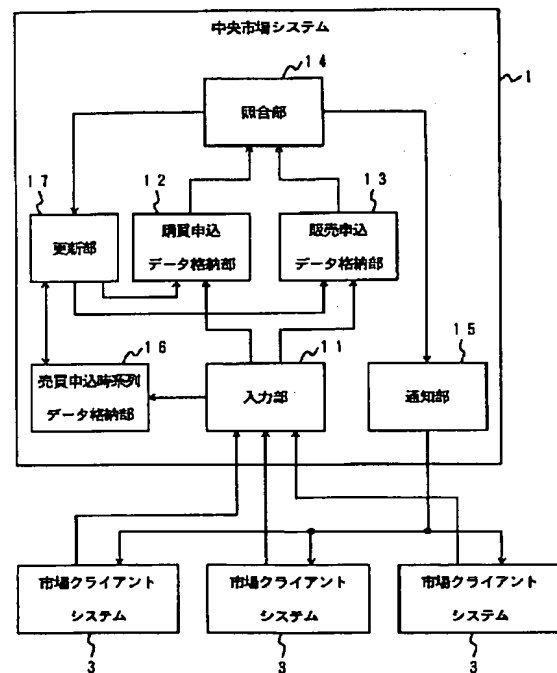 中央市場システム
14
1
照合部
17
12
13
更新部
購買申込
データ格納部
販売申込
データ格納部
16
11
15
売買申込時系列
データ格納部
入力部
通知部
市場クライアント
システム
市場クライアント
システム
市場クライアント
システム
3
3
3